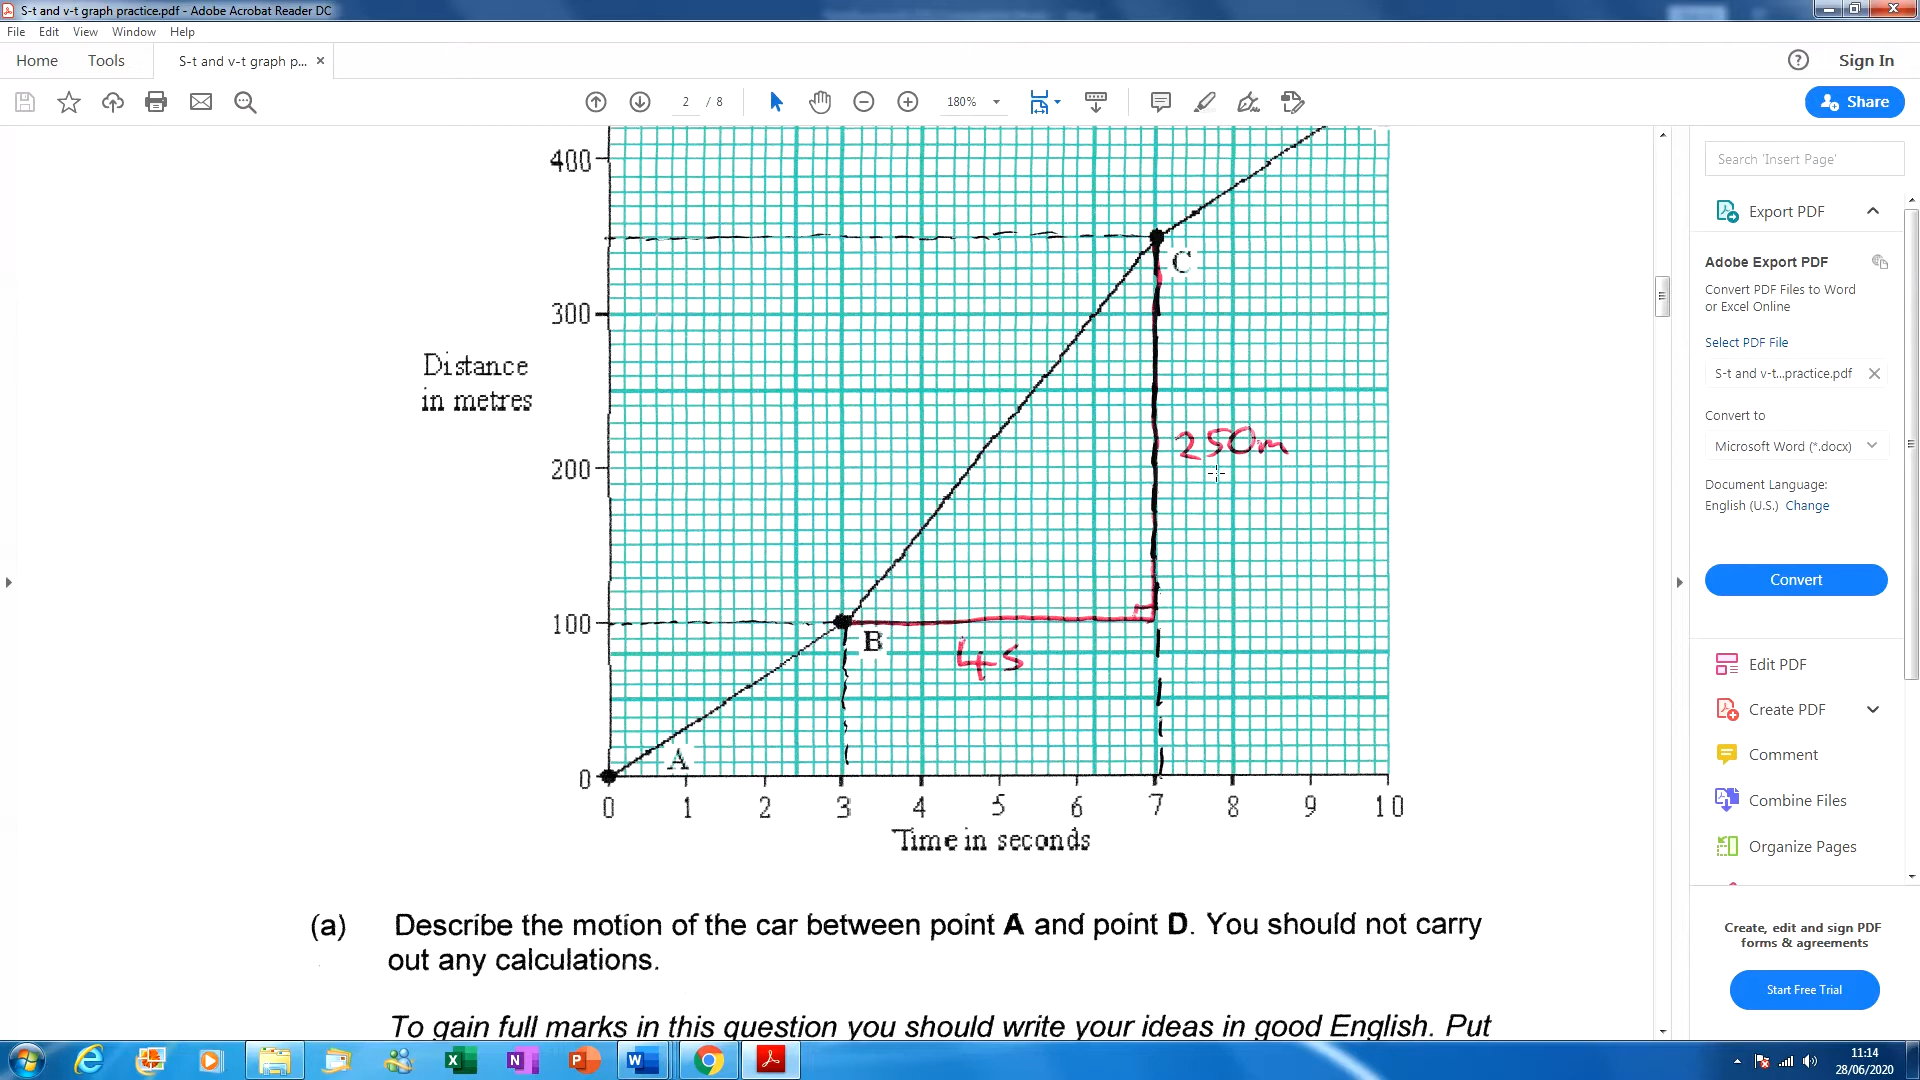 S-t and v-t graph practice.pdf - Adobe Acrobat Reader DC
File Edit View Window Help
Home Tools S-t and v-t graph p... ×
Sign In
2 / 8
180%
Share
400
300
200
100
0
Distance
in metres
C
250m
B
4s
A
0 1 2 3 4 5 6 7 8 9 10
Time in seconds
(a) Describe the motion of the car between point A and point D. You should not carry
out any calculations.
To gain full marks in this question you should write your ideas in good English. Put
Search 'Insert Page'
Export PDF
Adobe Export PDF
Convert PDF Files to Word
or Excel Online
Select PDF File
S-t and v-t...practice.pdf
Convert to
Microsoft Word (*.docx)
Document Language:
English (U.S.) Change
Convert
Edit PDF
Create PDF
Comment
Combine Files
Organize Pages
Create, edit and sign PDF
forms & agreements
Start Free Trial
11:14
28/06/2020